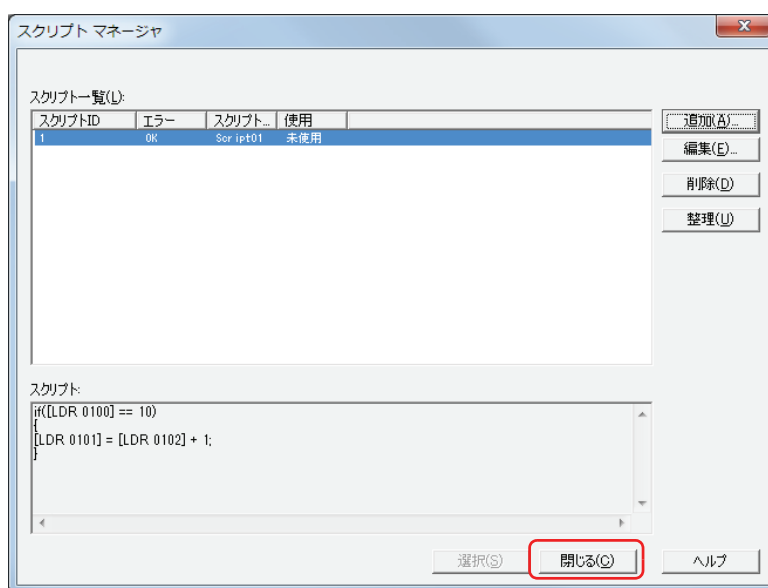 スクリプト マネージャ
スクリプト一覧(L):
スクリプトID エラー スクリプト... 使用
1 OK Script01 未使用
追加(A)...
編集(E)...
削除(D)
整理(U)
スクリプト:
if([LDR 0100] == 10)
{
[LDR 0101] = [LDR 0102] + 1;
}
選択(S) 閉じる(C) ヘルプ